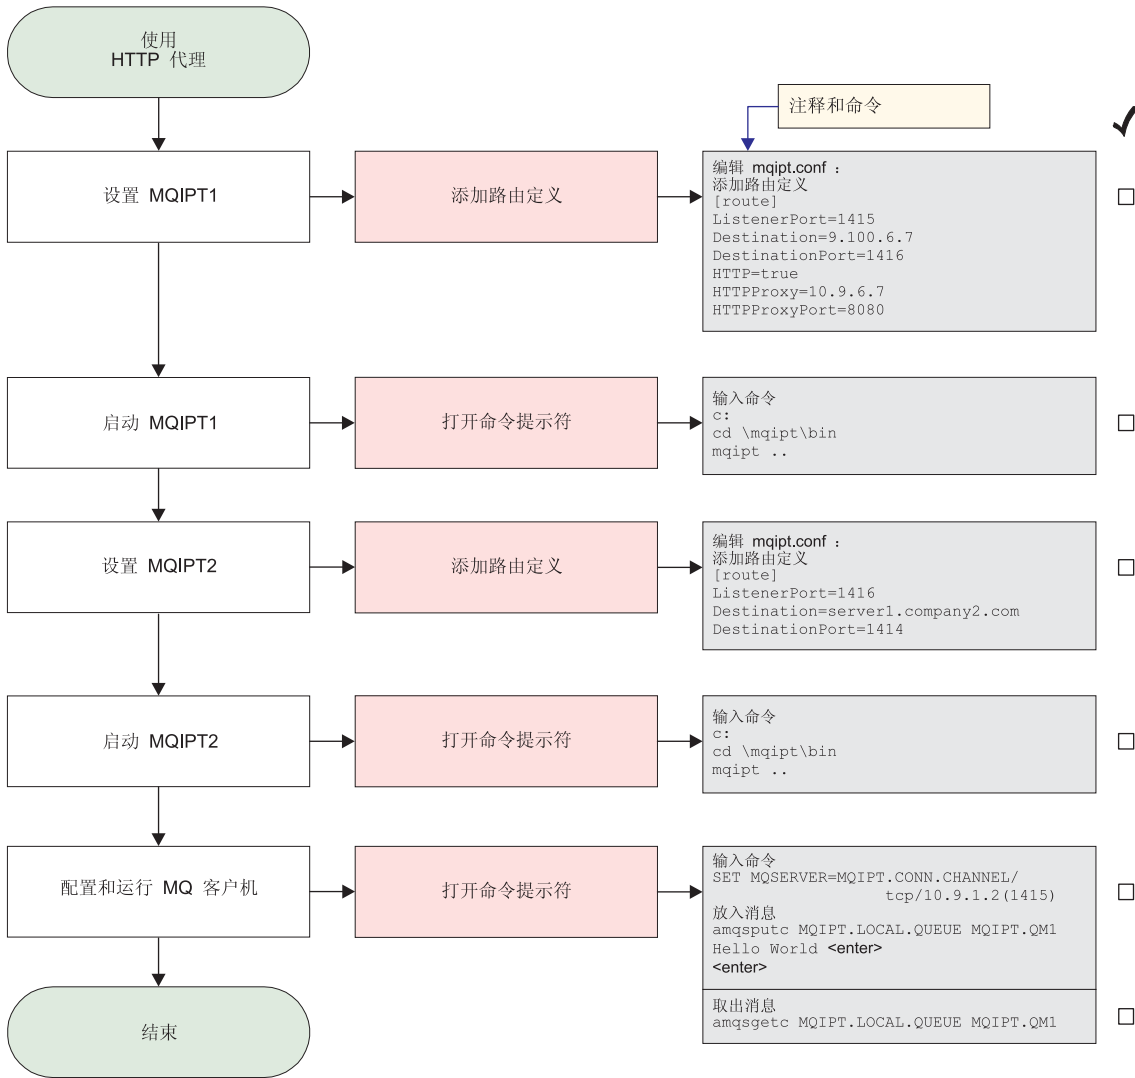 使用
HTTP 代理
注释和命令
设置 MQIPT1
添加路由定义
编辑 mqipt.conf :
添加路由定义
[route]
ListenerPort=1415
Destination=9.100.6.7
DestinationPort=1416
HTTP=true
HTTPProxy=10.9.6.7
HTTPProxyPort=8080
启动 MQIPT1
打开命令提示符
输入命令
c:
cd \mqipt\bin
mqipt ..
设置 MQIPT2
添加路由定义
编辑 mqipt.conf :
添加路由定义
[route]
ListenerPort=1416
Destination=server1.company2.com
DestinationPort=1414
启动 MQIPT2
打开命令提示符
输入命令
c:
cd \mqipt\bin
mqipt ..
配置和运行 MQ 客户机
打开命令提示符
输入命令
SET MQSERVER=MQIPT.CONN.CHANNEL/
tcp/10.9.1.2(1415)
放入消息
amqsputc MQIPT.LOCAL.QUEUE MQIPT.QM1
Hello World <enter>
<enter>
取出消息
amqsgetc MQIPT.LOCAL.QUEUE MQIPT.QM1
结束